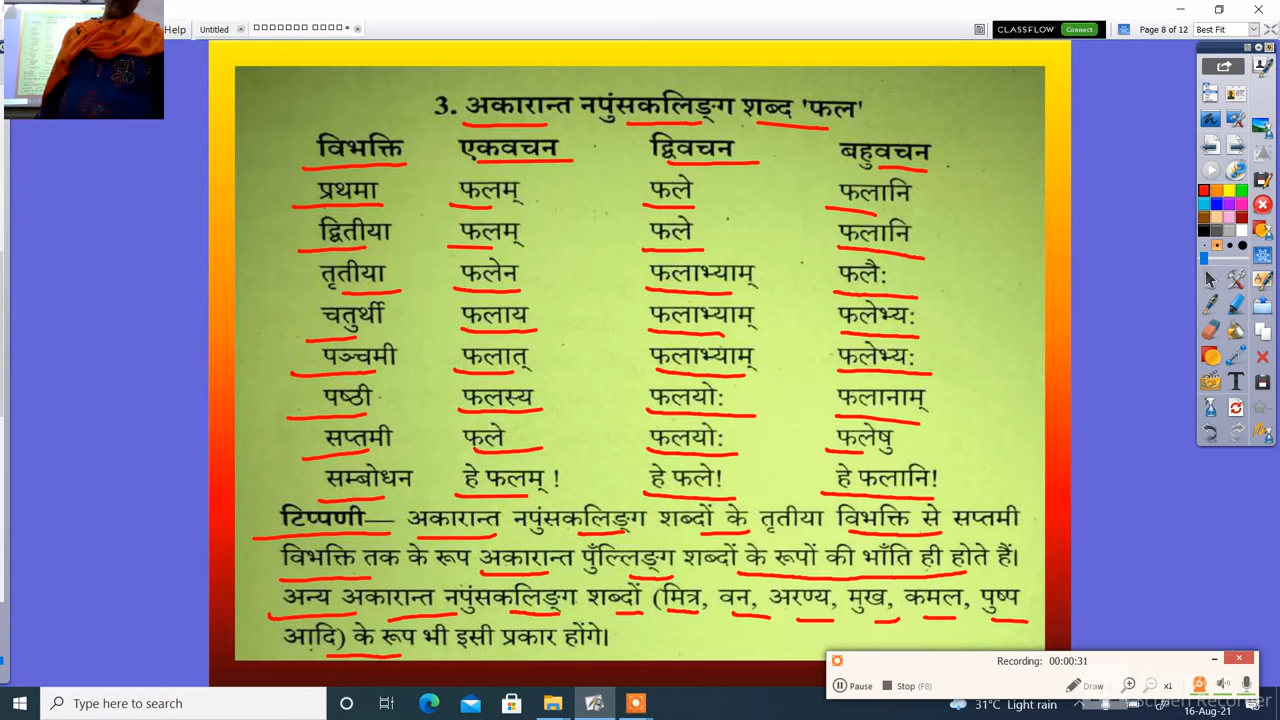 Help
Untitled
CLASSFLOW Connect
Page 8 of 12 Best Fit
3. अकारान्त नपुंसकलिङ्ग शब्द 'फल'
विभक्ति एकवचन द्विवचन बहुवचन
प्रथमा फलम् फले फलानि
द्वितीया फलम् फले फलानि
तृतीया फलेन फलाभ्याम् फलै:
चतुर्थी फलाय फलाभ्याम् फलेभ्य:
पञ्चमी फलात् फलाभ्याम् फलेभ्य:
षष्ठी फलस्य फलयो: फलानाम्
सप्तमी फले फलयो: फलेषु
सम्बोधन हे फलम् ! हे फले! हे फलानि!
टिप्पणी— अकारान्त नपुंसकलिङ्ग शब्दों के तृतीया विभक्ति से सप्तमी
विभक्ति तक के रूप अकारान्त पुँल्लिङ्ग शब्दों के रूपों की भाँति ही होते हैं।
अन्य अकारान्त नपुंसकलिङ्ग शब्दों (मित्र, वन, अरण्य, मुख, कमल, पुष्प
आदि) के रूप भी इसी प्रकार होंगे।
Recording: 00:00:31
Pause Stop (F8) Draw x1
Screen Recorder
Type here to search
31°C Light rain
16-Aug-21